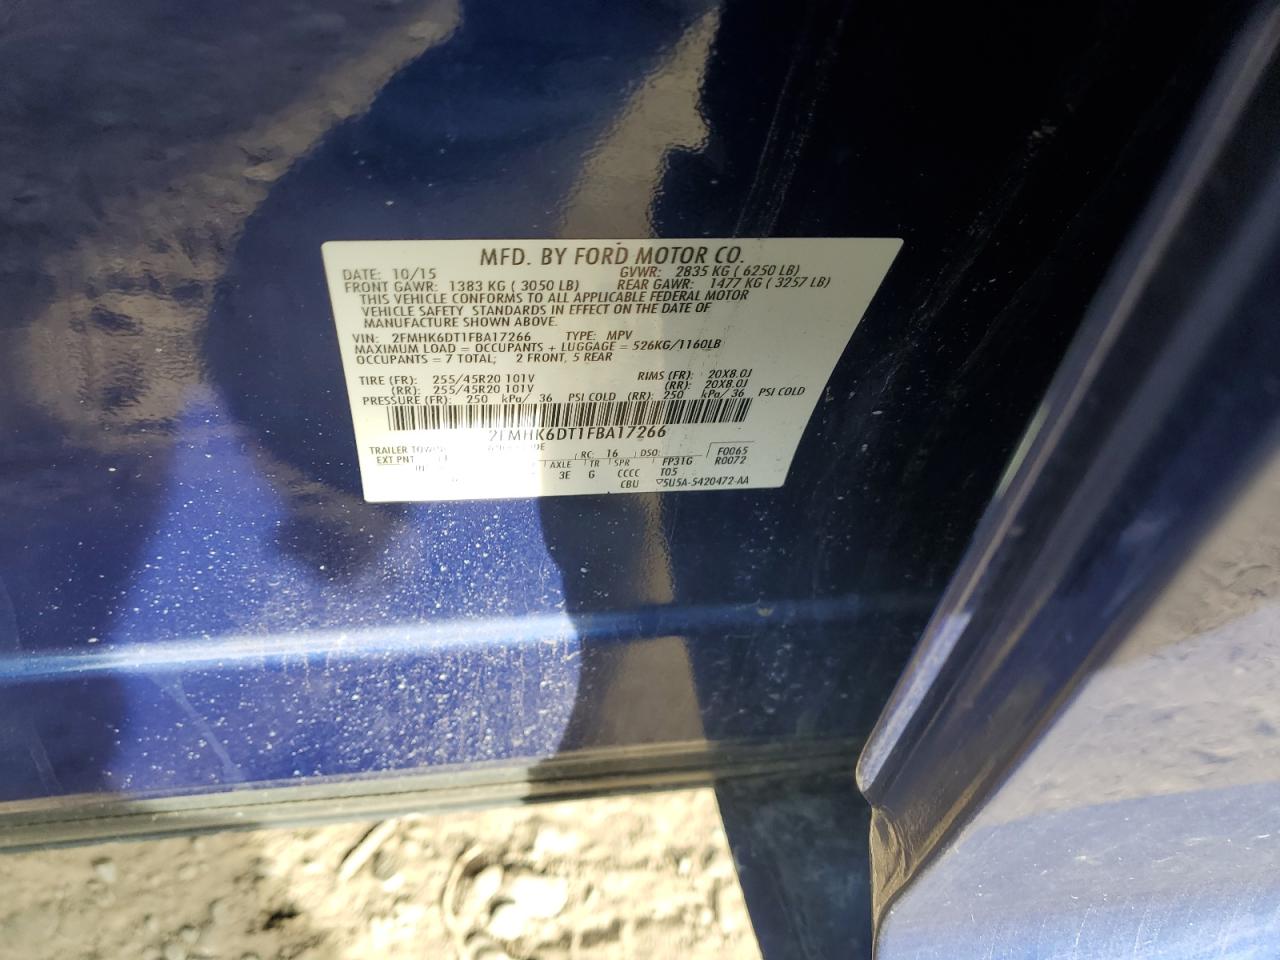 MFD. BY FORD MOTOR CO.
DATE: 10/15 GVWR: 2835 KG ( 6250 LB)
FRONT GAWR: 1383 KG ( 3050 LB) REAR GAWR: 1477 KG ( 3257 LB)
THIS VEHICLE CONFORMS TO ALL APPLICABLE FEDERAL MOTOR
VEHICLE SAFETY STANDARDS IN EFFECT ON THE DATE OF
MANUFACTURE SHOWN ABOVE.
VIN: 2FMHK6DT1FBA17266 TYPE: MPV
MAXIMUM LOAD = OCCUPANTS + LUGGAGE = 526KG/1160LB
OCCUPANTS = 7 TOTAL; 2 FRONT, 5 REAR
TIRE (FR): 255/45R20 101V RIMS (FR): 20X8.0J
(RR): 255/45R20 101V (RR): 20X8.0J
PRESSURE (FR): 250 kPa/ 36 PSI COLD (RR): 250 kPa/ 36 PSI COLD
2FMHK6DT1FBA17266
TRAILER TOWING
EXT PNT RC: 16 DSO: F0065
R0072
AXLE TR SPR FP31G
3E G CCCC T05
CBU ▽5U5A-5420472-AA